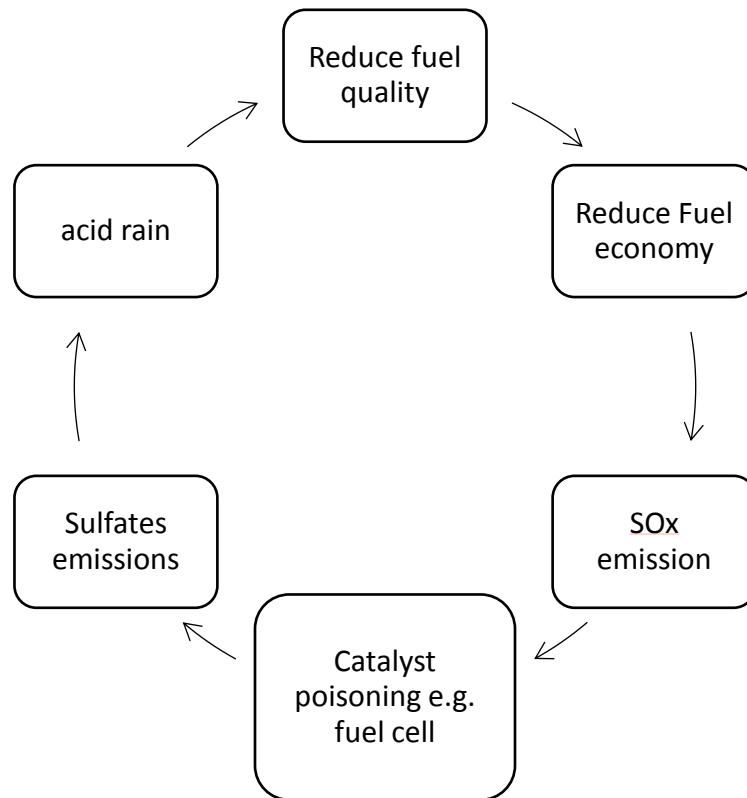 Reduce fuel
quality
Reduce Fuel
economy
SOx
emission
Catalyst
poisoning e.g.
fuel cell
Sulfates
emissions
acid rain